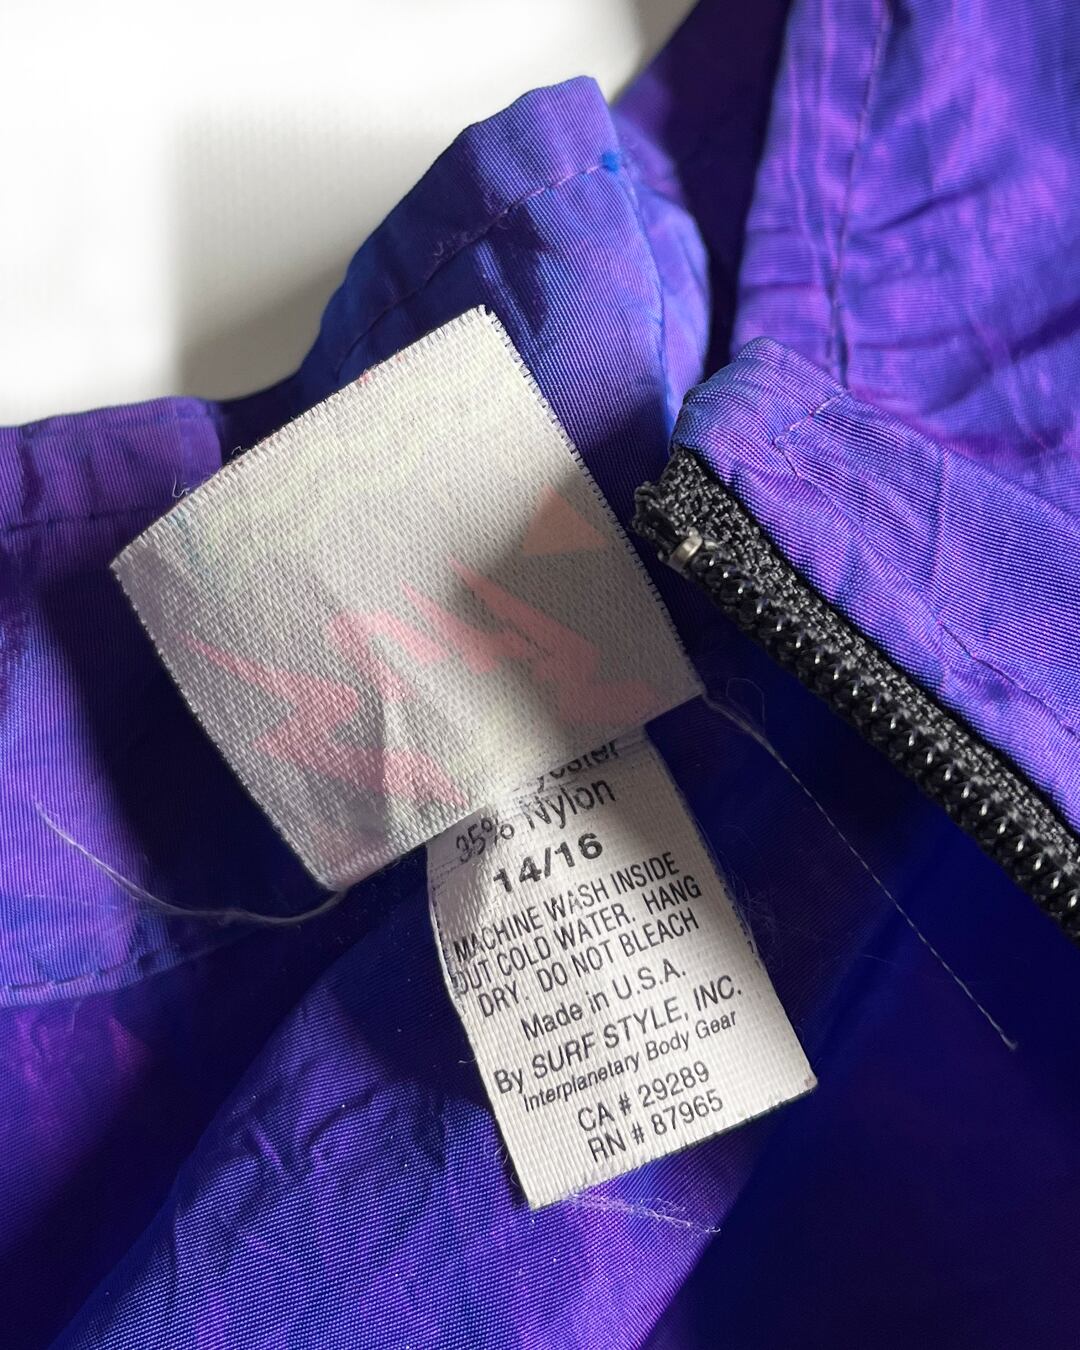 35% Nylon
14/16
MACHINE WASH INSIDE
OUT COLD WATER. HANG
DRY. DO NOT BLEACH
Made in U.S.A.
By SURF STYLE, INC.
Interplanetary Body Gear
CA # 29289
RN # 87965